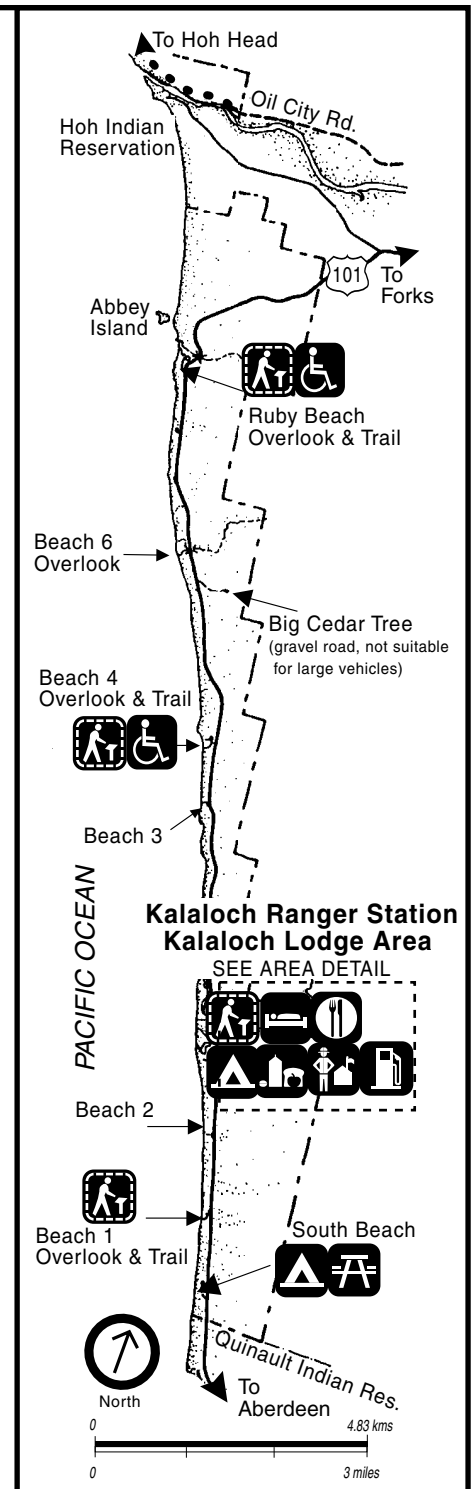 To Hoh Head
Oil City Rd.
Hoh Indian
Reservation
101
To
Forks
Abbey
Island
Ruby Beach
Overlook & Trail
Beach 6
Overlook
Big Cedar Tree
(gravel road, not suitable
for large vehicles)
Beach 4
Overlook & Trail
Beach 3
PACIFIC OCEAN
Kalaloch Ranger Station
Kalaloch Lodge Area
SEE AREA DETAIL
Beach 2
Beach 1
Overlook & Trail
South Beach
Quinault Indian Res.
North
To
Aberdeen
0
4.83 kms
0
3 miles